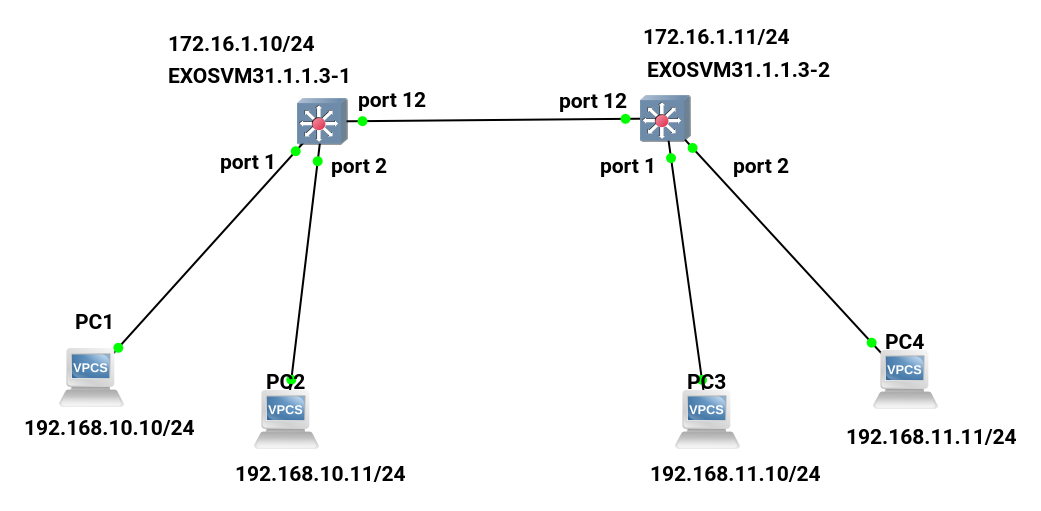 172.16.1.10/24
EXOSVM31.1.1.3-1
172.16.1.11/24
EXOSVM31.1.1.3-2
port 12
port 12
port 1
port 2
port 1
port 2
PC1
VPCS
192.168.10.10/24
PC2
VPCS
192.168.10.11/24
PC3
VPCS
192.168.11.10/24
PC4
VPCS
192.168.11.11/24